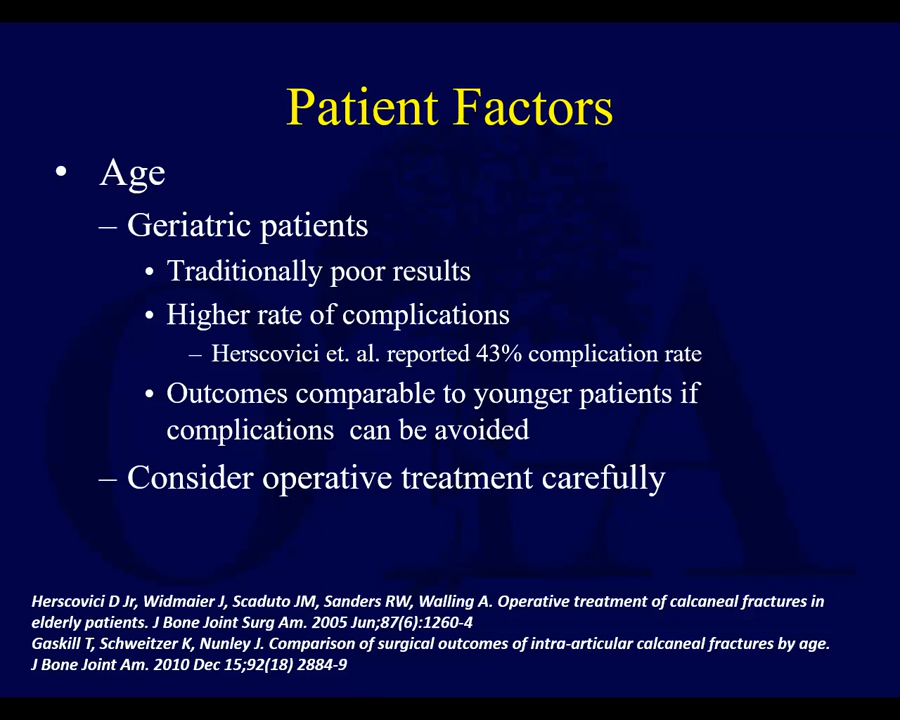 Patient Factors
• Age
– Geriatric patients
• Traditionally poor results
• Higher rate of complications
– Herscovici et. al. reported 43% complication rate
• Outcomes comparable to younger patients if
complications can be avoided
– Consider operative treatment carefully
OTA
Herscovici D Jr, Widmaier J, Scaduto JM, Sanders RW, Walling A. Operative treatment of calcaneal fractures in
elderly patients. J Bone Joint Surg Am. 2005 Jun;87(6):1260-4
Gaskill T, Schweitzer K, Nunley J. Comparison of surgical outcomes of intra-articular calcaneal fractures by age.
J Bone Joint Am. 2010 Dec 15;92(18) 2884-9